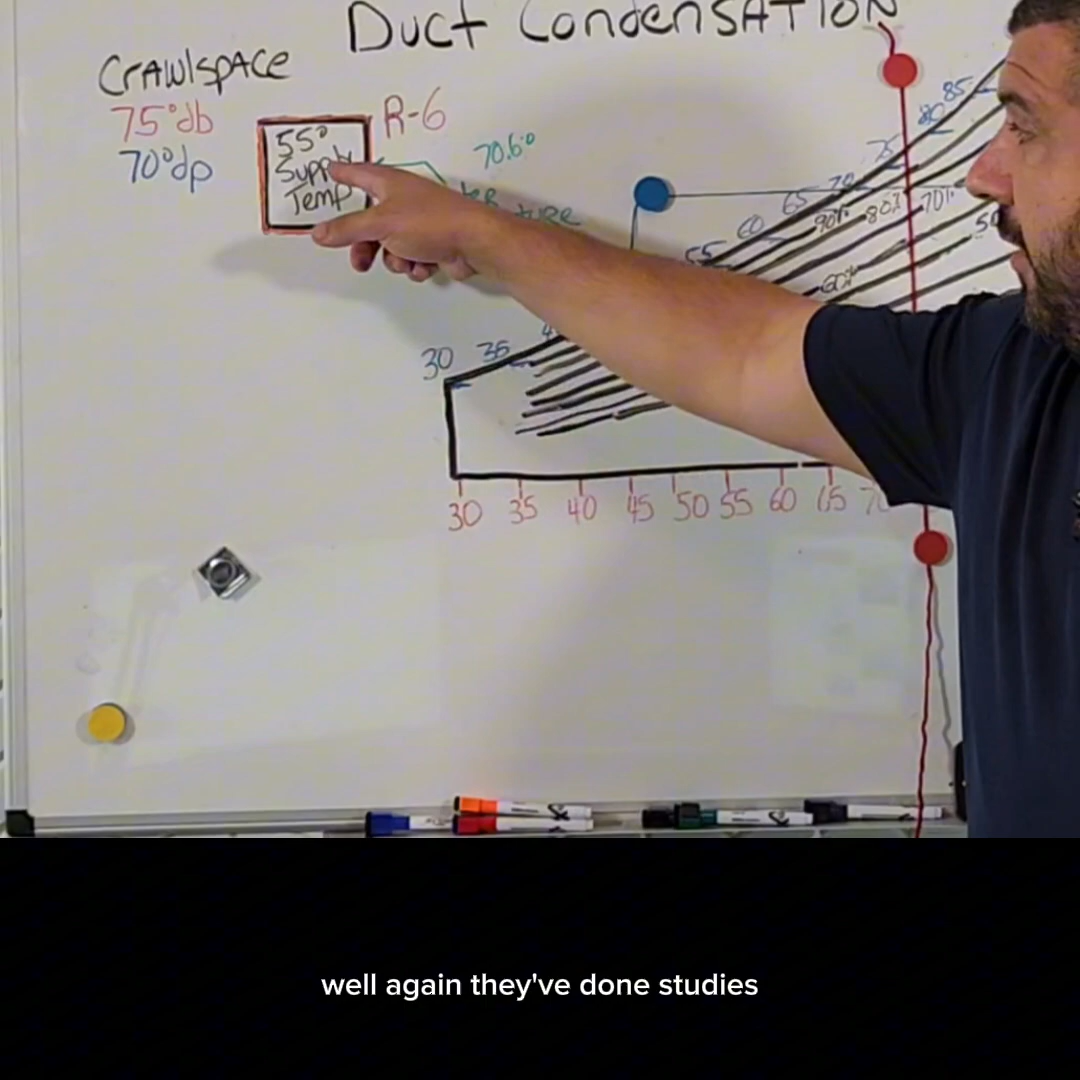 Duct CondensATION
CrAwlspAce
75°db
70°dp
R-6
55°
Supply
Temp
70.6°
85
80
75
70
65
60
55
90%
80%
70%
60%
50
30
35
30 35 40 45 50 55 60 65 70
well again they've done studies